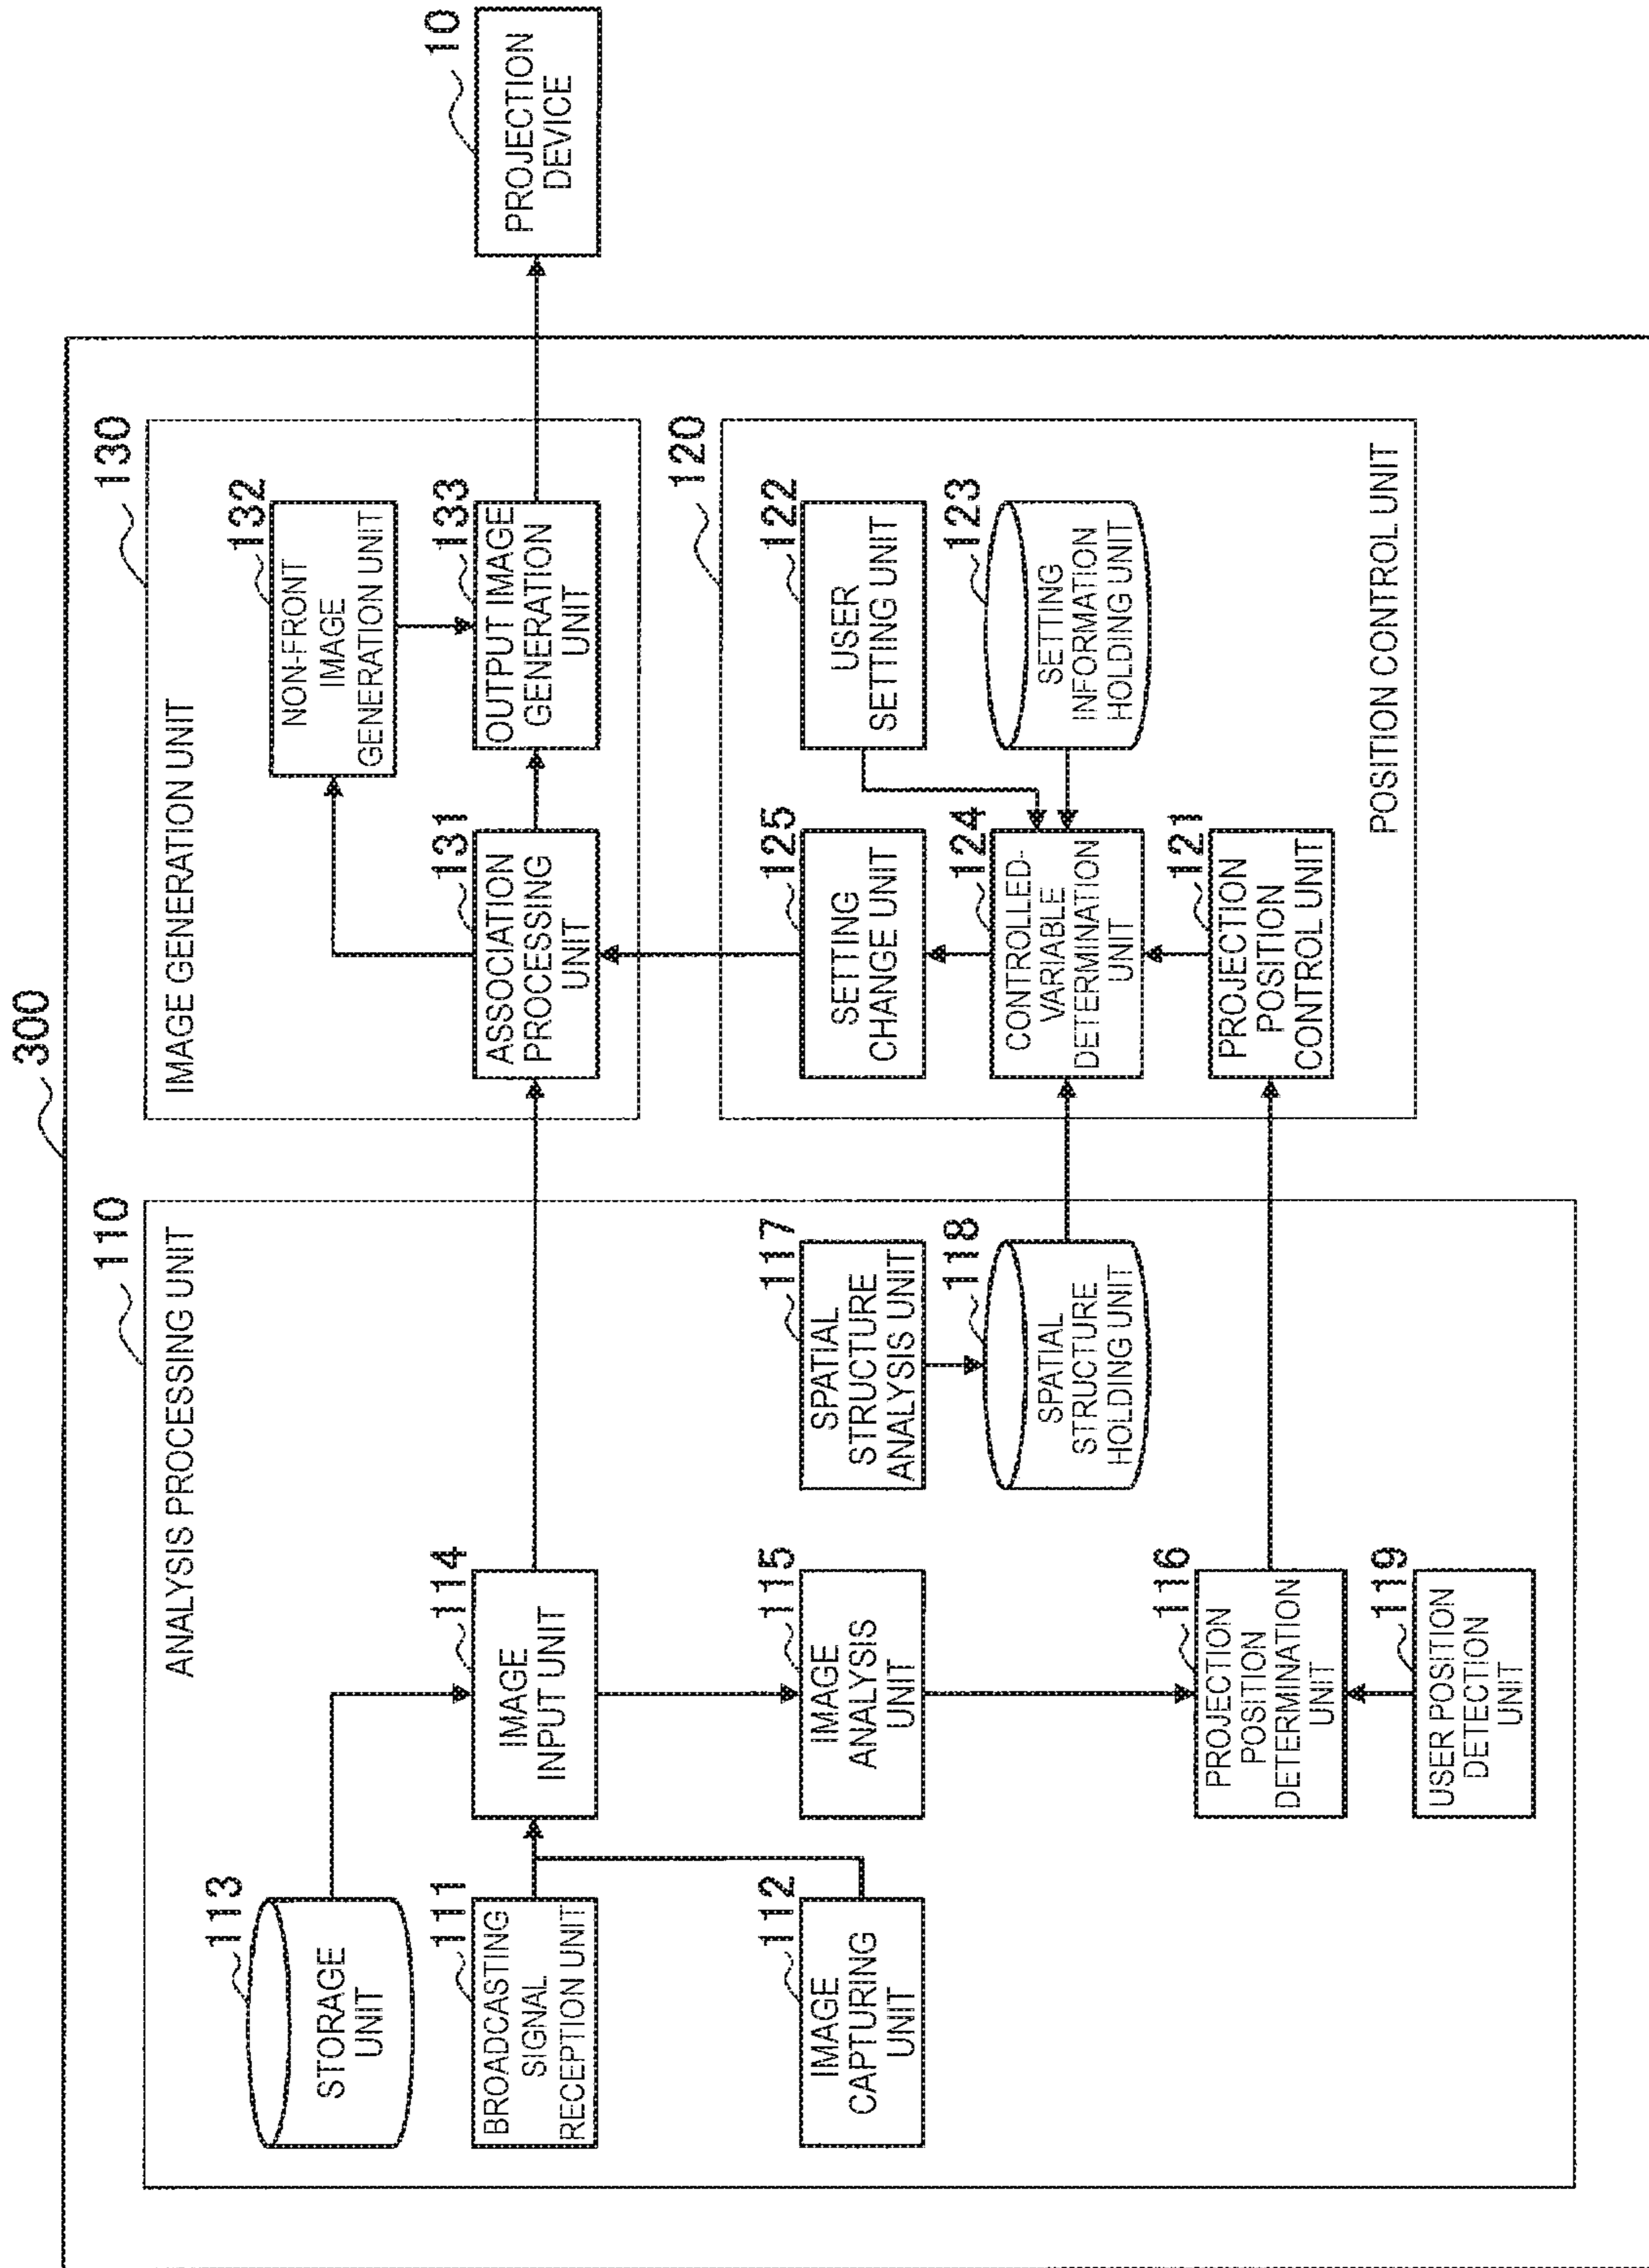 300
110
ANALYSIS PROCESSING UNIT
113
STORAGE
UNIT
111
BROADCASTING
SIGNAL
RECEPTION UNIT
112
IMAGE
CAPTURING
UNIT
114
IMAGE
INPUT UNIT
115
IMAGE
ANALYSIS
UNIT
116
PROJECTION
POSITION
DETERMINATION
UNIT
119
USER POSITION
DETECTION
UNIT
117
SPATIAL
STRUCTURE
ANALYSIS UNIT
118
SPATIAL
STRUCTURE
HOLDING UNIT
130
IMAGE GENERATION UNIT
131
ASSOCIATION
PROCESSING
UNIT
132
NON-FRONT
IMAGE
GENERATION UNIT
133
OUTPUT IMAGE
GENERATION
UNIT
120
125
SETTING
CHANGE UNIT
122
USER
SETTING UNIT
124
CONTROLLED-
VARIABLE
DETERMINATION
UNIT
123
SETTING
INFORMATION
HOLDING UNIT
121
PROJECTION
POSITION
CONTROL UNIT
POSITION CONTROL UNIT
10
PROJECTION
DEVICE